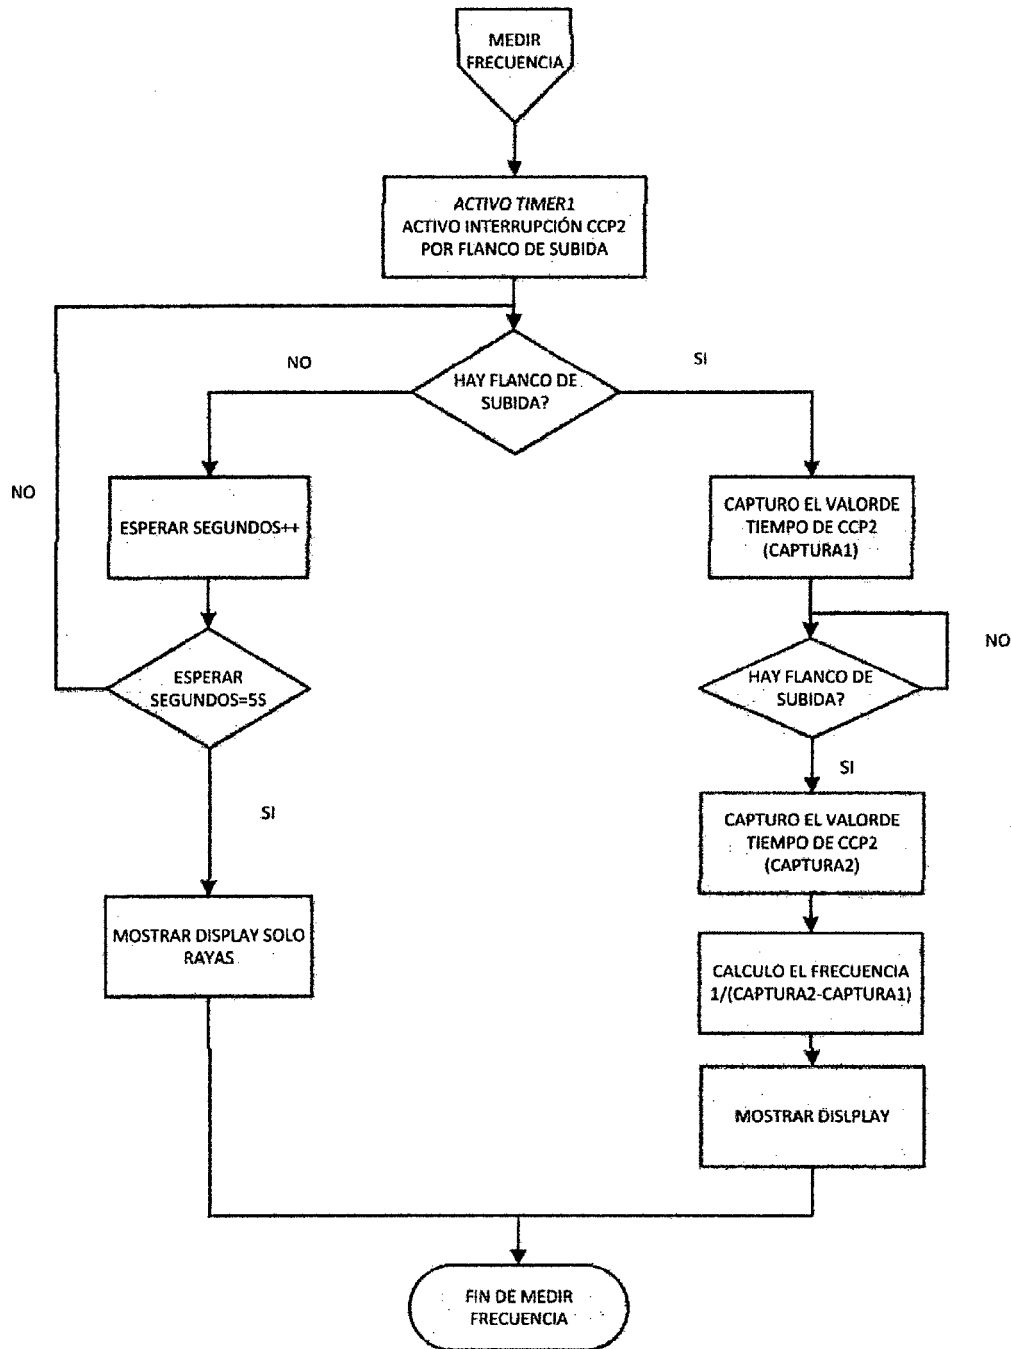 MEDIR
FRECUENCIA
ACTIVO TIMER1
ACTIVO INTERRUPCIÓN CCP2
POR FLANCO DE SUBIDA
HAY FLANCO DE
SUBIDA?
NO
SI
NO
ESPERAR SEGUNDOS++
ESPERAR
SEGUNDOS=5S
SI
MOSTRAR DISPLAY SOLO
RAYAS
CAPTURO EL VALORDE
TIEMPO DE CCP2
(CAPTURA1)
HAY FLANCO DE
SUBIDA?
NO
SI
CAPTURO EL VALORDE
TIEMPO DE CCP2
(CAPTURA2)
CALCULO EL FRECUENCIA
1/(CAPTURA2-CAPTURA1)
MOSTRAR DISLPLAY
FIN DE MEDIR
FRECUENCIA